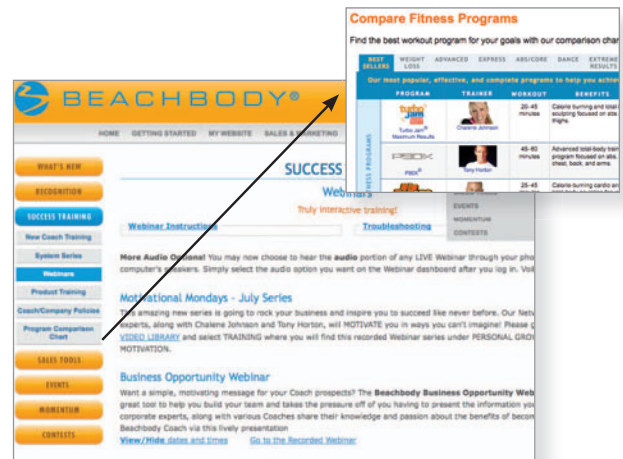 Compare Fitness Programs
Find the best workout program for your goals with our comparison char
BEST SELLERS WEIGHT LOSS ADVANCED EXPRESS ABS/CORE DANCE EXTREME RESULTS
Our most popular, effective, and complete programs to help you achiev
PROGRAM TRAINER WORKOUT BENEFITS
turbo jam
Turbo Jam®
Maximum Results
Chalene Johnson
20-45 minutes
Calorie burning and total-
sculpting focused on abs,
thighs.
P90X
P90X®
Tony Horton
45-60 minutes
Advanced total-body train
program focused on abs,
chest, back, and arms.
25-45 minutes
Calorie-burning cardio an
BEACHBODY®
HOME GETTING STARTED MY WEBSITE SALES & MARKETING
WHAT'S NEW
RECOGNITION
SUCCESS TRAINING
New Coach Training
System Series
Webinars
Product Training
Coach/Company Policies
Program Comparison
Chart
SALES TOOLS
EVENTS
MOMENTUM
CONTESTS
SUCCESS
Webinars
Truly interactive training!
EVENTS
MOMENTUM
CONTESTS
Webinar Instructions
Troubleshooting
More Audio Options! You may now choose to hear the audio portion of any LIVE Webinar through your pho
computer's speakers. Simply select the audio option you want on the Webinar dashboard after you log in. Voi
Motivational Mondays - July Series
This amazing new series is going to rock your business and inspire you to succeed like never before. Our Netw
experts, along with Chalene Johnson and Tony Horton, will MOTIVATE you in ways you can't imagine! Please g
VIDEO LIBRARY and select TRAINING where you will find this recorded Webinar series under PERSONAL GRO
MOTIVATION.
Business Opportunity Webinar
Want a simple, motivating message for your Coach prospects? The Beachbody Business Opportunity Web
great tool to help you build your team and takes the pressure off of you having to present the information you
corporate experts, along with various Coaches share their knowledge and passion about the benefits of becom
Beachbody Coach via this lively presentation
View/Hide dates and times Go to the Recorded Webiner